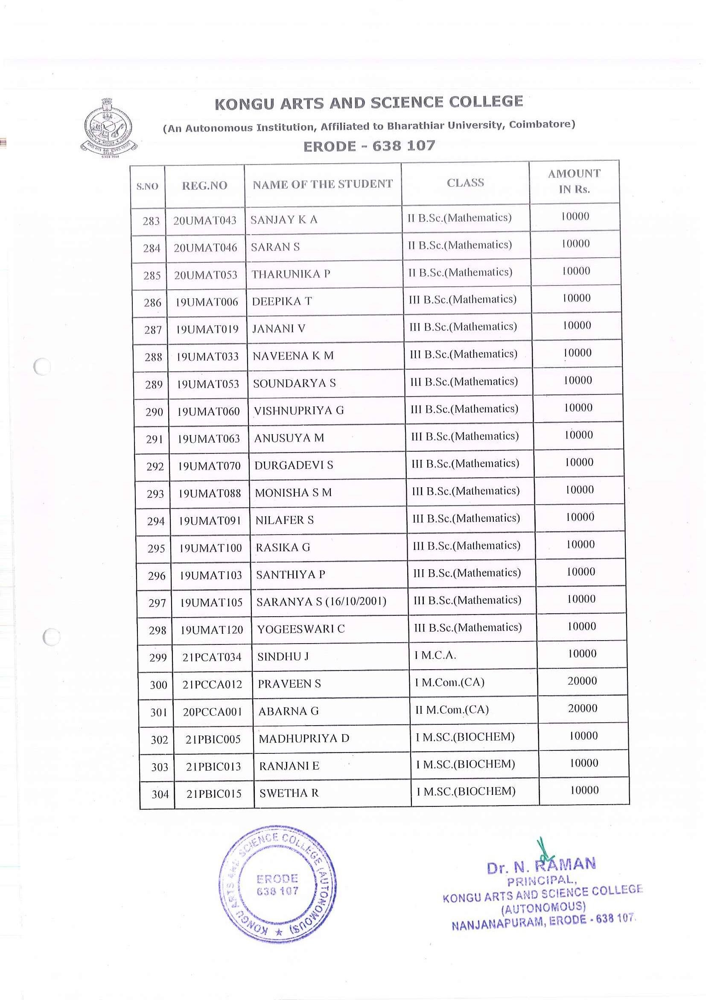 KONGU ARTS AND SCIENCE COLLEGE
(An Autonomous Institution, Affiliated to Bharathiar University, Coimbatore)
ERODE - 638 107
KONGU ARTS AND SCIENCE COLLEGE
ERODE
Since 1994
S.NO REG.NO NAME OF THE STUDENT CLASS AMOUNT IN Rs.
283 20UMAT043 SANJAY K A II B.Sc.(Mathematics) 10000
284 20UMAT046 SARAN S II B.Sc.(Mathematics) 10000
285 20UMAT053 THARUNIKA P II B.Sc.(Mathematics) 10000
286 19UMAT006 DEEPIKA T III B.Sc.(Mathematics) 10000
287 19UMAT019 JANANI V III B.Sc.(Mathematics) 10000
288 19UMAT033 NAVEENA K M III B.Sc.(Mathematics) 10000
289 19UMAT053 SOUNDARYA S III B.Sc.(Mathematics) 10000
290 19UMAT060 VISHNUPRIYA G III B.Sc.(Mathematics) 10000
291 19UMAT063 ANUSUYA M III B.Sc.(Mathematics) 10000
292 19UMAT070 DURGADEVI S III B.Sc.(Mathematics) 10000
293 19UMAT088 MONISHA S M III B.Sc.(Mathematics) 10000
294 19UMAT091 NILAFER S III B.Sc.(Mathematics) 10000
295 19UMAT100 RASIKA G III B.Sc.(Mathematics) 10000
296 19UMAT103 SANTHIYA P III B.Sc.(Mathematics) 10000
297 19UMAT105 SARANYA S (16/10/2001) III B.Sc.(Mathematics) 10000
298 19UMAT120 YOGEESWARI C III B.Sc.(Mathematics) 10000
299 21PCAT034 SINDHU J I M.C.A. 10000
300 21PCCA012 PRAVEEN S I M.Com.(CA) 20000
301 20PCCA001 ABARNA G II M.Com.(CA) 20000
302 21PBIC005 MADHUPRIYA D I M.SC.(BIOCHEM) 10000
303 21PBIC013 RANJANI E I M.SC.(BIOCHEM) 10000
304 21PBIC015 SWETHA R I M.SC.(BIOCHEM) 10000
KONGU ARTS AND SCIENCE COLLEGE (AUTONOMOUS) ★
ERODE
638 107
Dr. N. RAMAN
PRINCIPAL,
KONGU ARTS AND SCIENCE COLLEGE
(AUTONOMOUS)
NANJANAPURAM, ERODE - 638 107.